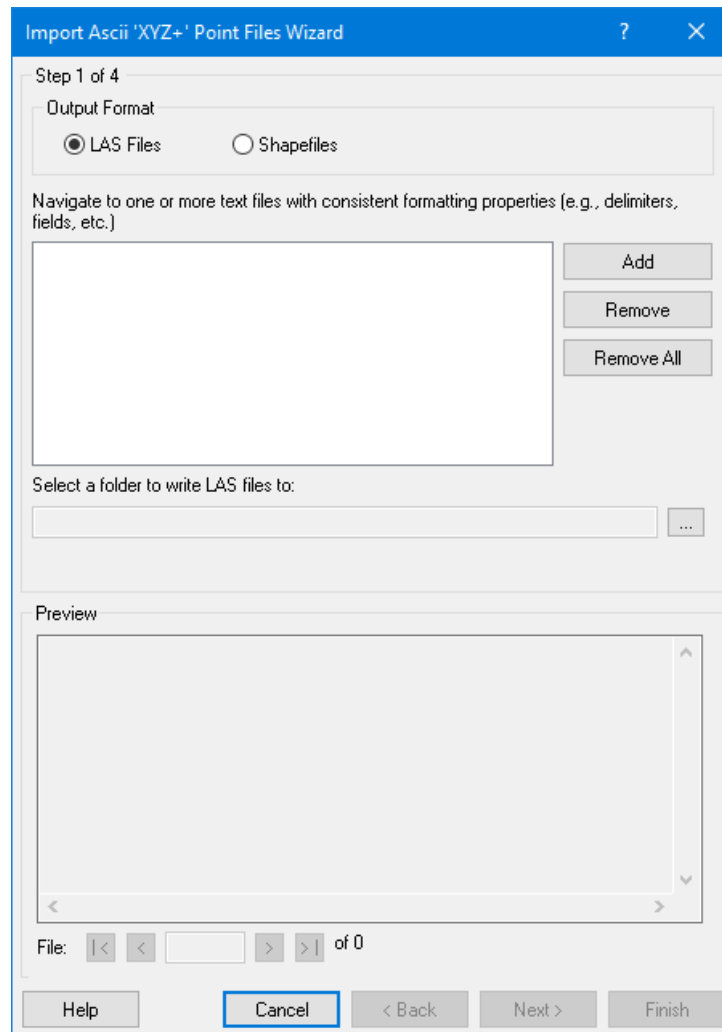 Import Ascii 'XYZ+' Point Files Wizard ?
Step 1 of 4
Output Format
LAS Files Shapefiles
Navigate to one or more text files with consistent formatting properties (e.g., delimiters,
fields, etc.)
Add
Remove
Remove All
Select a folder to write LAS files to:
...
Preview
File: |< < > >| of 0
Help Cancel < Back Next > Finish